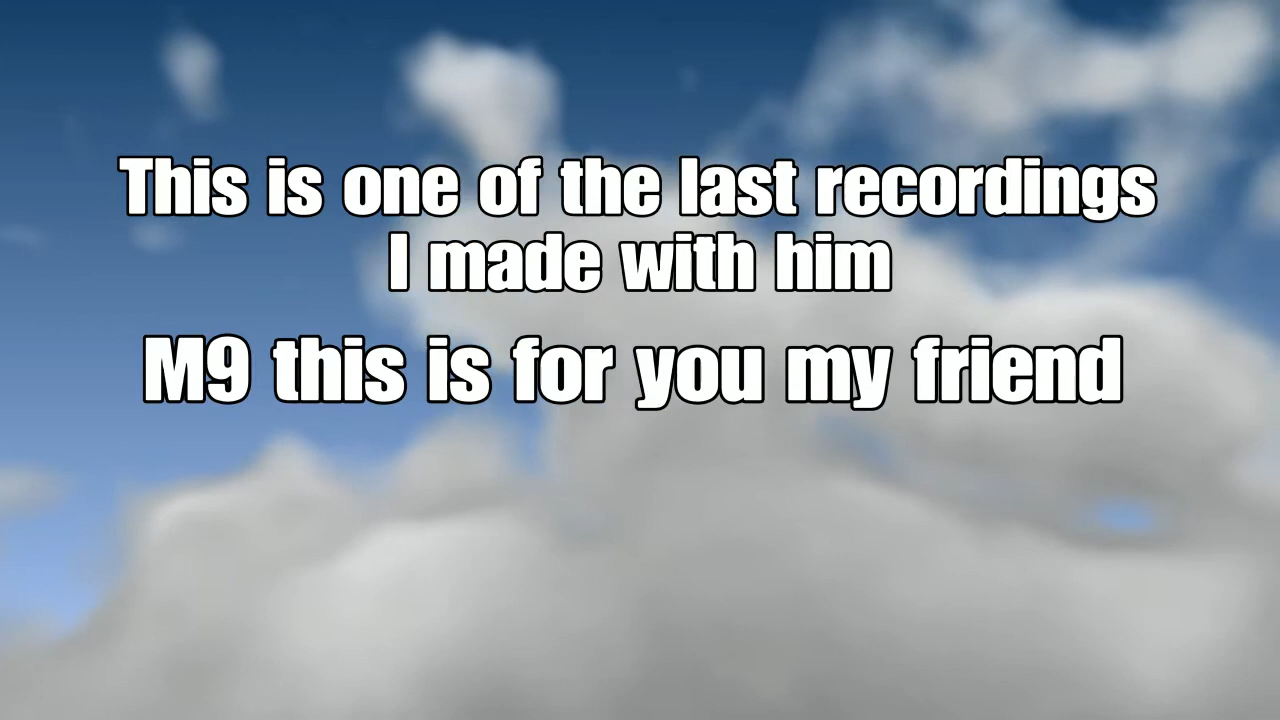 This is one of the last recordings
I made with him
M9 this is for you my friend